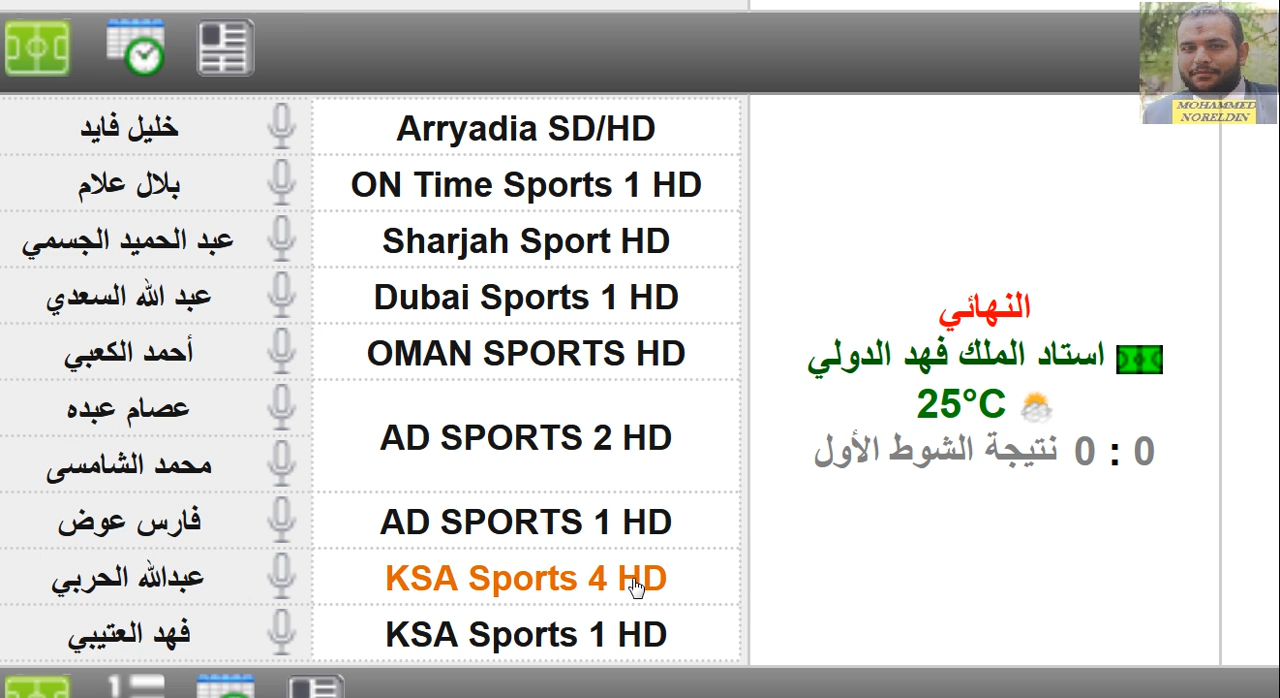 MOHAMMED
NORELDIN
خليل فايد
Arryadia SD/HD
بلال علام
ON Time Sports 1 HD
عبد الحميد الجسمي
Sharjah Sport HD
عبد الله السعدي
Dubai Sports 1 HD
أحمد الكعبي
OMAN SPORTS HD
عصام عبده
محمد الشامسى
AD SPORTS 2 HD
فارس عوض
AD SPORTS 1 HD
عبدالله الحربي
KSA Sports 4 HD
فهد العتيبي
KSA Sports 1 HD
النهائي
استاد الملك فهد الدولي
25°C
0 : 0 نتيجة الشوط الأول